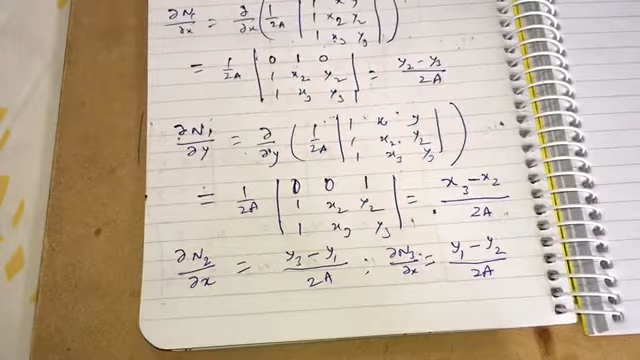 ∂N₁/∂x = ∂/∂x ( 1/2A | 1 x y ; 1 x₂ y₂ ; 1 x₃ y₃ | )
= 1/2A | 0 1 0 ; 1 x₂ y₂ ; 1 x₃ y₃ | = (y₂ − y₃)/2A
∂N₁/∂y = ∂/∂y ( 1/2A | 1 x y ; 1 x₂ y₂ ; 1 x₃ y₃ | )
= 1/2A | 0 0 1 ; 1 x₂ y₂ ; 1 x₃ y₃ | = (x₃ − x₂)/2A
∂N₂/∂x = (y₃ − y₁)/2A ; ∂N₃/∂x = (y₁ − y₂)/2A